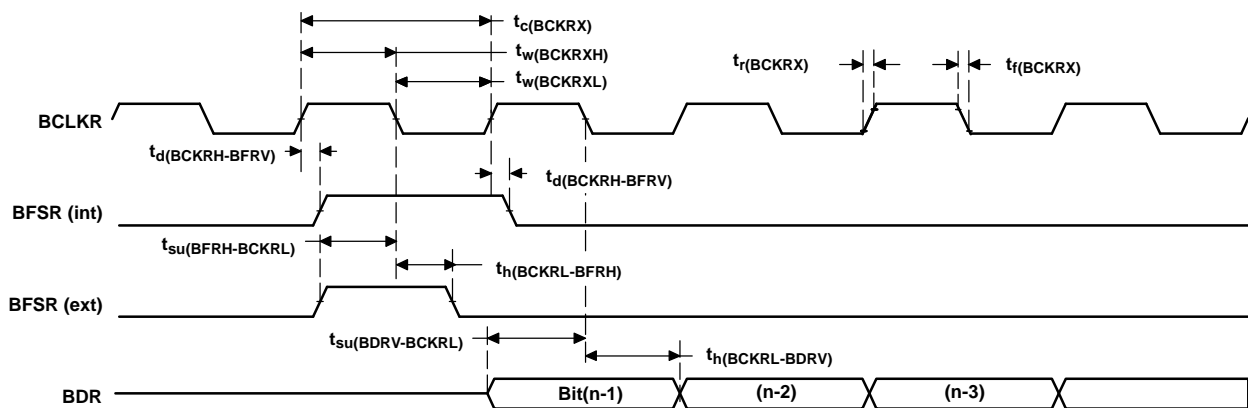 tc(BCKRX)
tw(BCKRXH)
tw(BCKRXL)
tr(BCKRX)
tf(BCKRX)
BCLKR
td(BCKRH-BFRV)
td(BCKRH-BFRV)
BFSR (int)
tsu(BFRH-BCKRL)
th(BCKRL-BFRH)
BFSR (ext)
tsu(BDRV-BCKRL)
th(BCKRL-BDRV)
BDR
Bit(n-1)
(n-2)
(n-3)